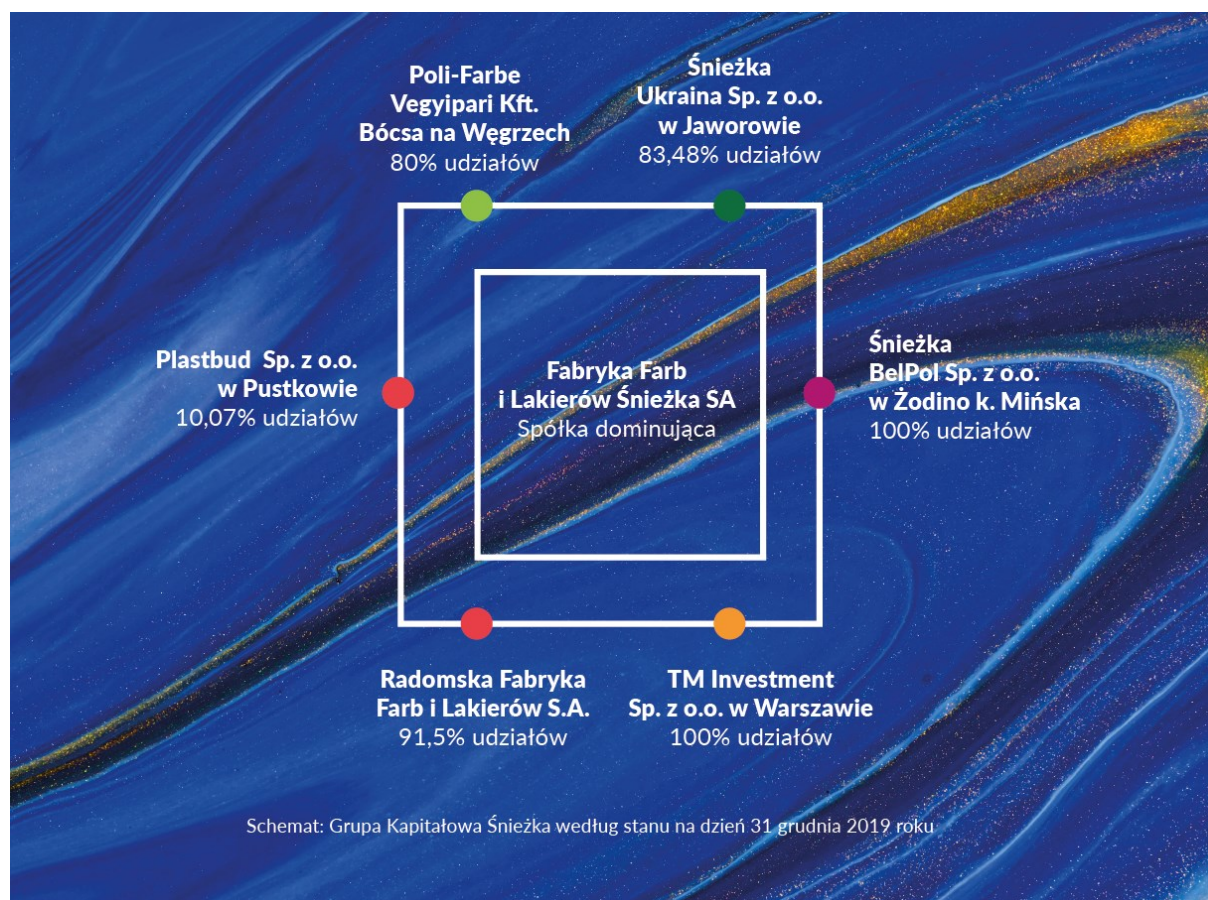 Poli-Farbe
Vegyipari Kft.
Bócsa na Węgrzech
80% udziałów
Śnieżka
Ukraina Sp. z o.o.
w Jaworowie
83,48% udziałów
Plastbud Sp. z o.o.
w Pustkowie
10,07% udziałów
Fabryka Farb
i Lakierów Śnieżka SA
Spółka dominująca
Śnieżka
BelPol Sp. z o.o.
w Żodino k. Mińska
100% udziałów
Radomska Fabryka
Farb i Lakierów S.A.
91,5% udziałów
TM Investment
Sp. z o.o. w Warszawie
100% udziałów
Schemat: Grupa Kapitałowa Śnieżka według stanu na dzień 31 grudnia 2019 roku